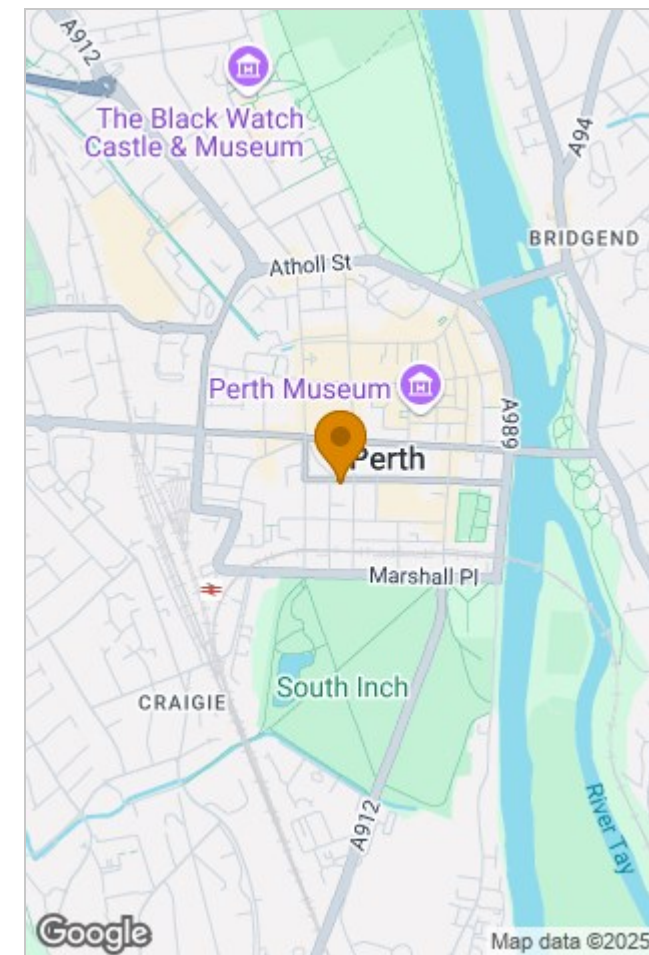 A912
The Black Watch
Castle & Museum
A94
BRIDGEND
Atholl St
Perth Museum
A989
Perth
Marshall Pl
South Inch
CRAIGIE
A912
River Tay
Google
Map data ©2025